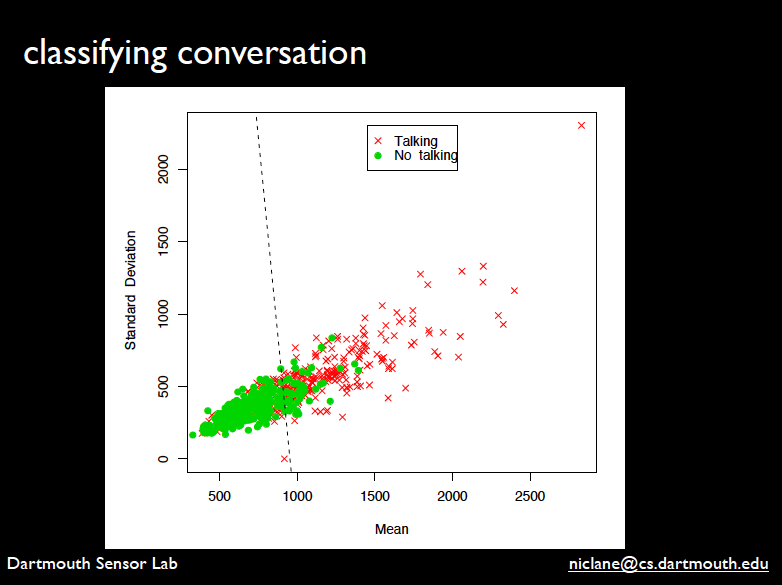 classifying conversation
Talking
No talking
Standard Deviation
2000
1500
1000
500
0
500 1000 1500 2000 2500
Mean
Dartmouth Sensor Lab
niclane@cs.dartmouth.edu